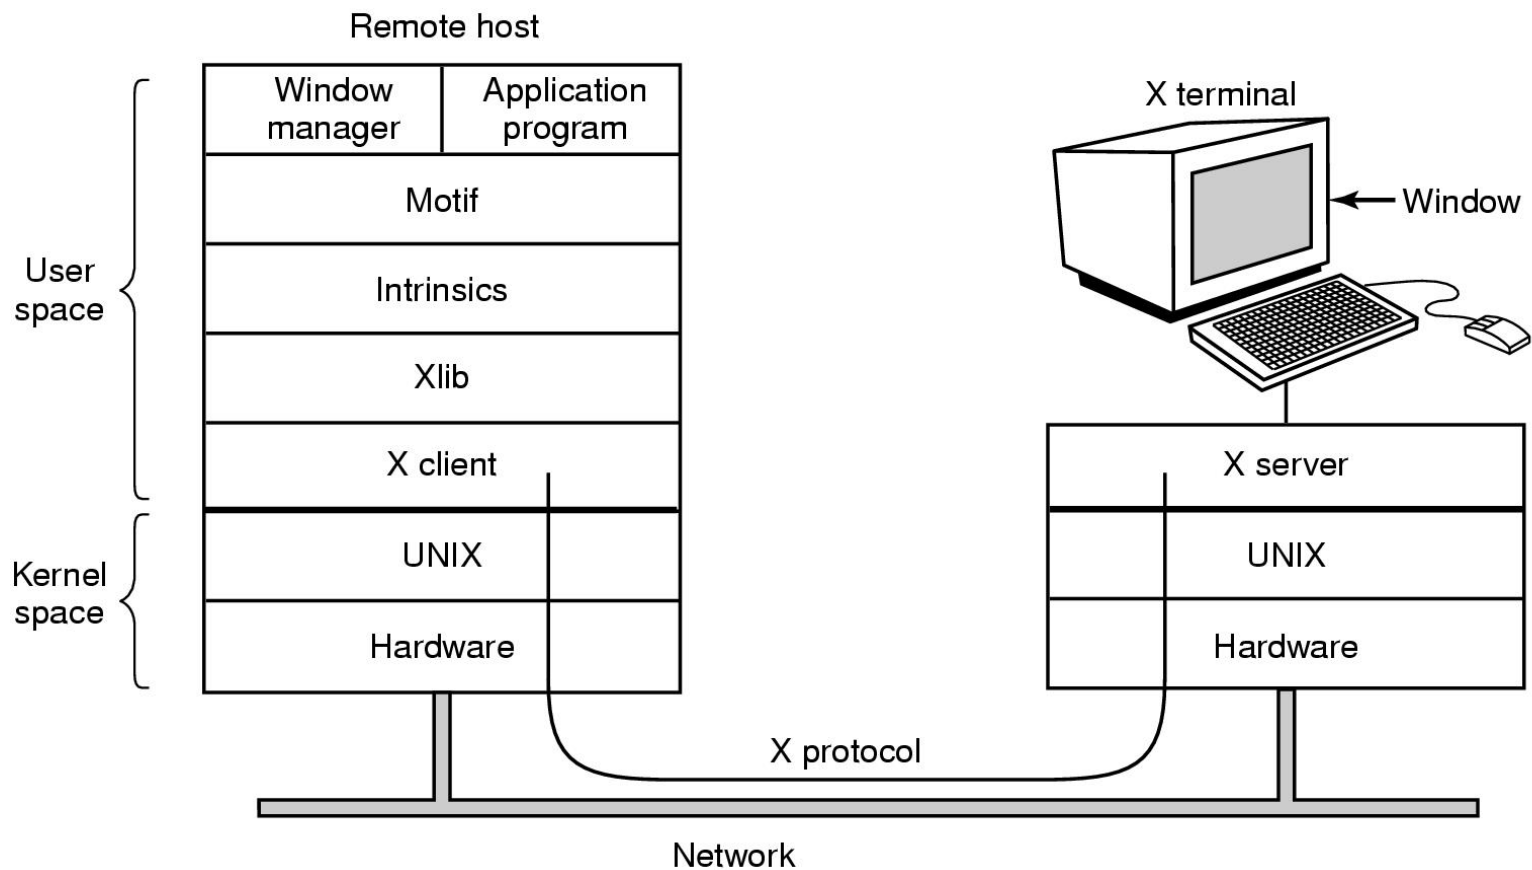 Remote host
Window
manager
Application
program
Motif
Intrinsics
Xlib
X client
UNIX
Hardware
User
space
Kernel
space
X terminal
Window
X server
UNIX
Hardware
X protocol
Network